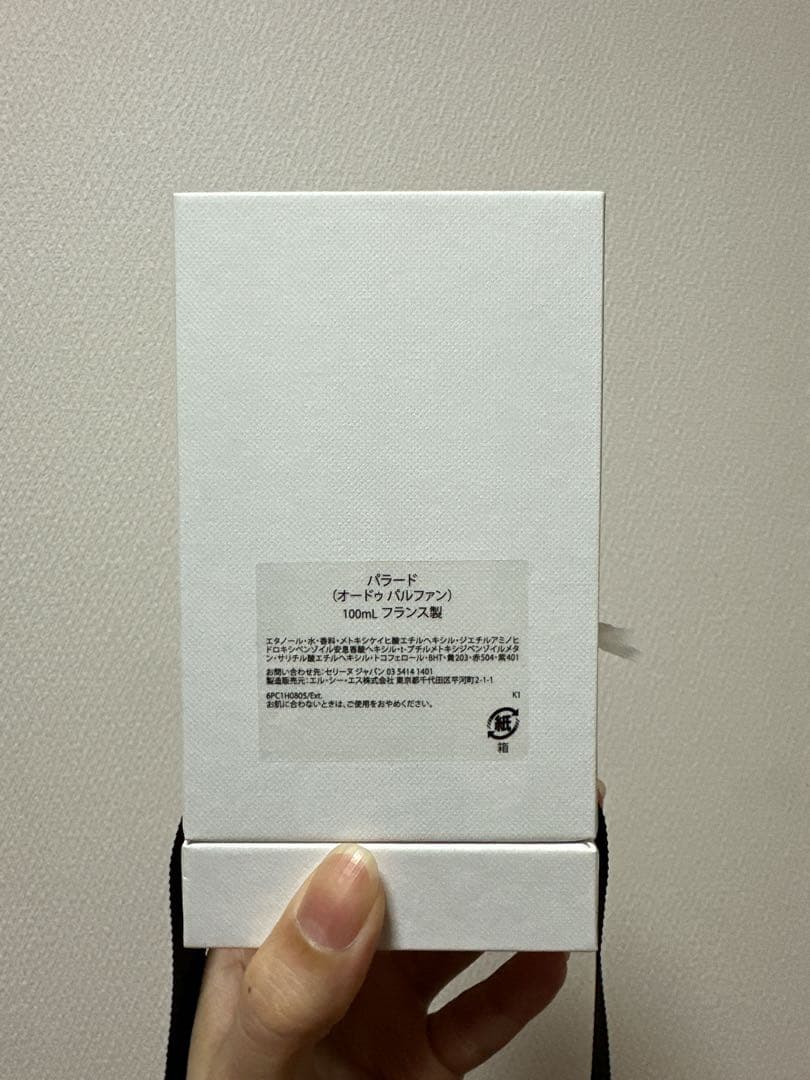 パラード
(オードゥ パルファン)
100mL フランス製
エタノール・水・香料・メトキシケイヒ酸エチルヘキシル・ジエチルアミノヒ
ドロキシベンゾイル安息香酸ヘキシル・t-ブチルメトキシジベンゾイルメタ
ン・サリチル酸エチルヘキシル・トコフェロール・BHT・黄203・赤504・紫401
お問い合わせ先:セリーヌ ジャパン 03 5414 1401
製造販売元:エル・シー・エス株式会社 東京都千代田区平河町2-1-1
6PC1H0805/Ext. K1
お肌に合わないときは、ご使用をおやめください。
紙
箱